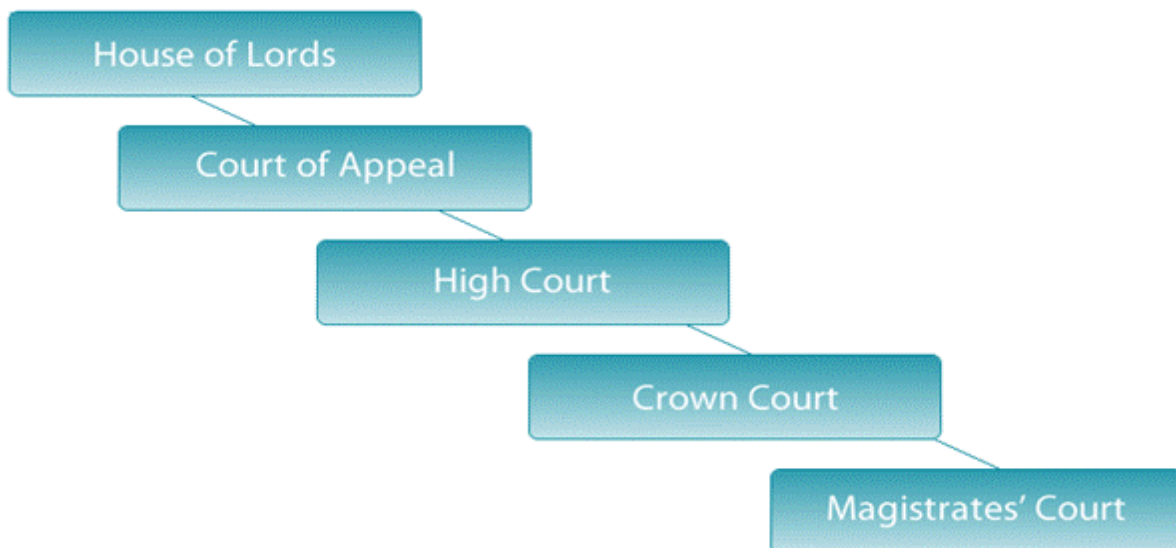 House of Lords
Court of Appeal
High Court
Crown Court
Magistrates’ Court